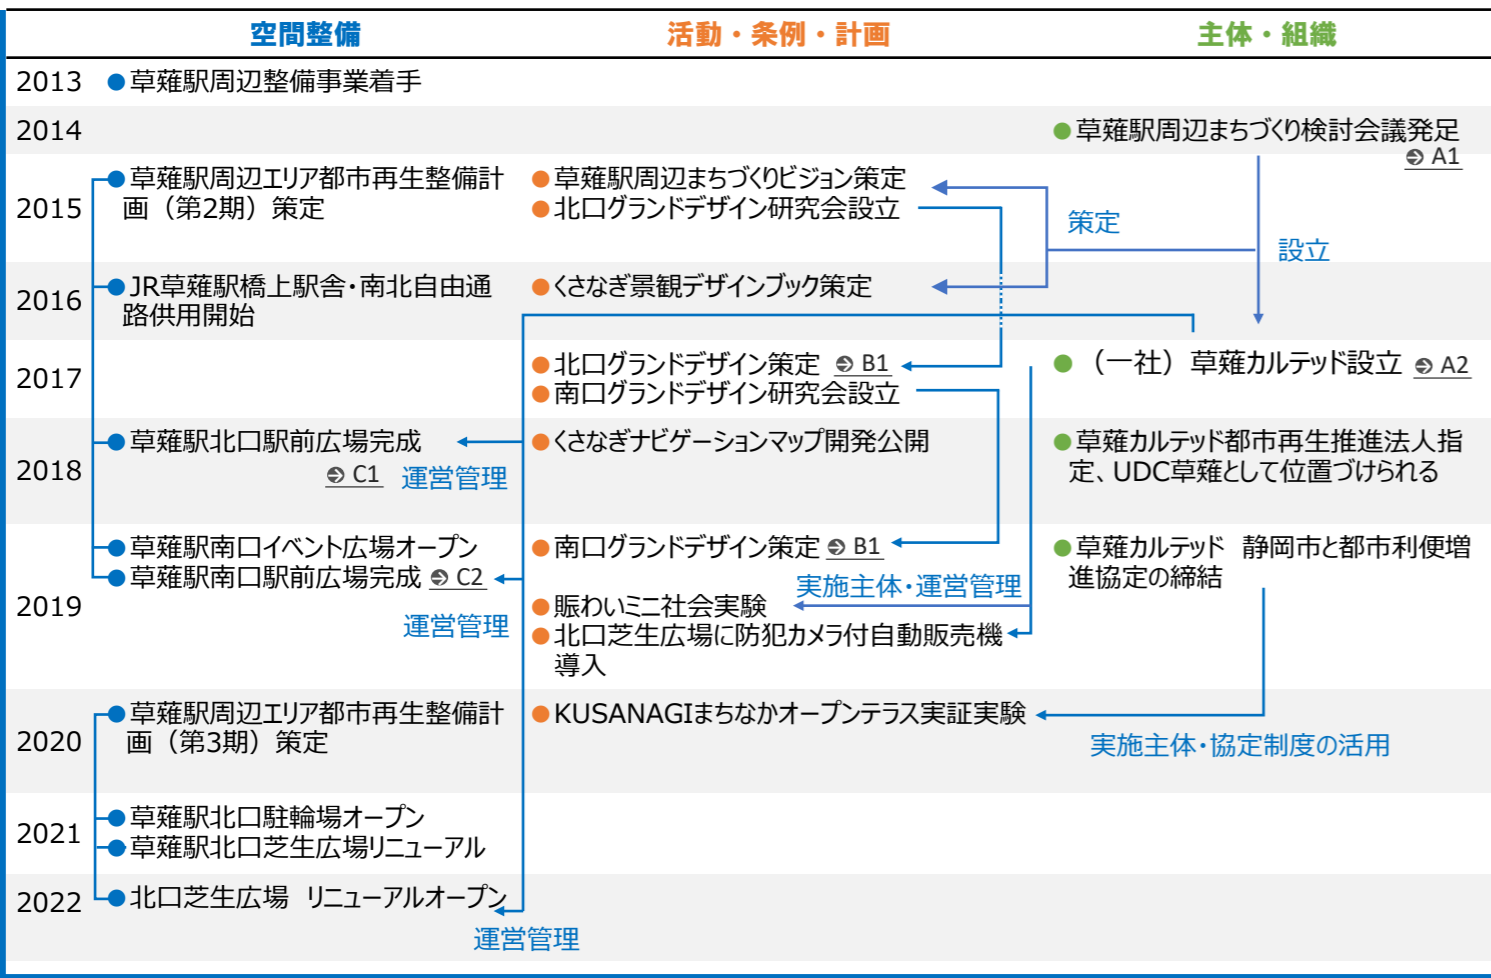 空間整備
活動・条例・計画
主体・組織
2013
草薙駅周辺整備事業着手
2014
草薙駅周辺まちづくり検討会議発足
A1
2015
草薙駅周辺エリア都市再生整備計
画（第2期）策定
草薙駅周辺まちづくりビジョン策定
北口グランドデザイン研究会設立
策定
設立
2016
JR草薙駅橋上駅舎・南北自由通
路供用開始
くさなぎ景観デザインブック策定
2017
北口グランドデザイン策定 B1
南口グランドデザイン研究会設立
（一社）草薙カルテッド設立 A2
2018
草薙駅北口駅前広場完成
C1 運営管理
くさなぎナビゲーションマップ開発公開
草薙カルテッド都市再生推進法人指
定、UDC草薙として位置づけられる
2019
草薙駅南口イベント広場オープン
草薙駅南口駅前広場完成 C2
運営管理
南口グランドデザイン策定 B1
実施主体・運営管理
賑わいミニ社会実験
北口芝生広場に防犯カメラ付自動販売機
導入
草薙カルテッド 静岡市と都市利便増
進協定の締結
2020
草薙駅周辺エリア都市再生整備計
画（第3期）策定
KUSANAGIまちなかオープンテラス実証実験
実施主体・協定制度の活用
2021
草薙駅北口駐輪場オープン
草薙駅北口芝生広場リニューアル
2022
北口芝生広場 リニューアルオープン
運営管理